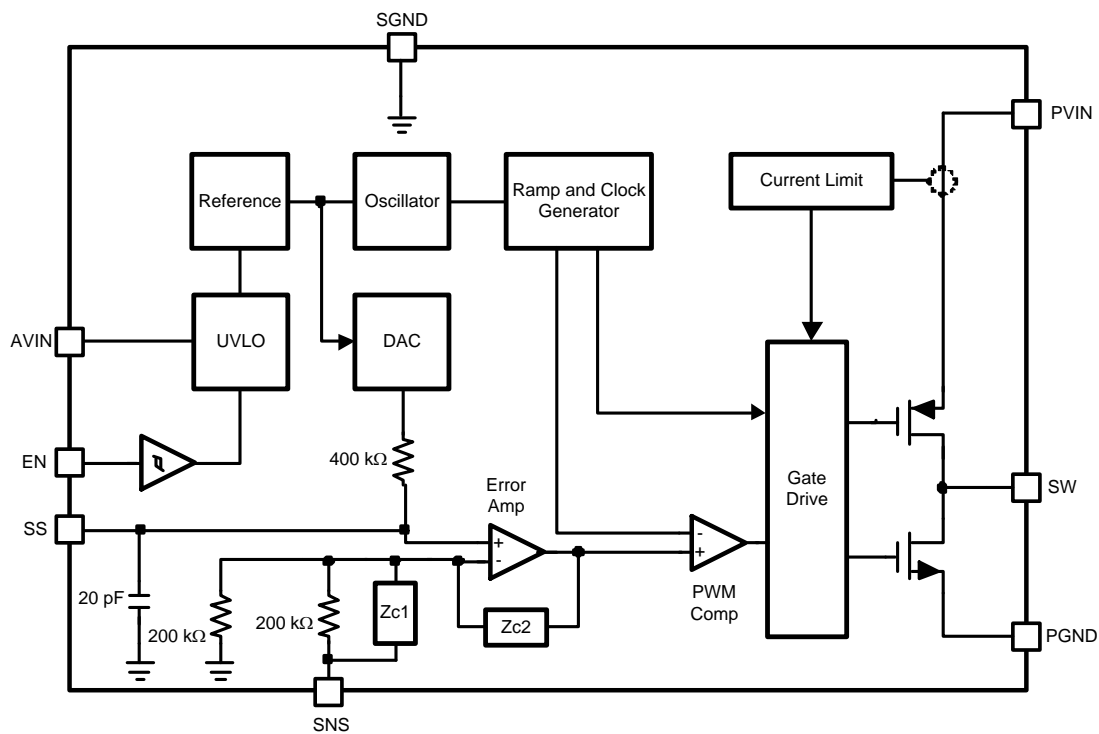 SGND
PVIN
Reference
Oscillator
Ramp and Clock
Generator
Current Limit
AVIN
UVLO
DAC
EN
400 kΩ
Error
Amp
Gate
Drive
SW
SS
+
-
-
+
20 pF
200 kΩ
200 kΩ
Zc1
Zc2
PWM
Comp
PGND
SNS